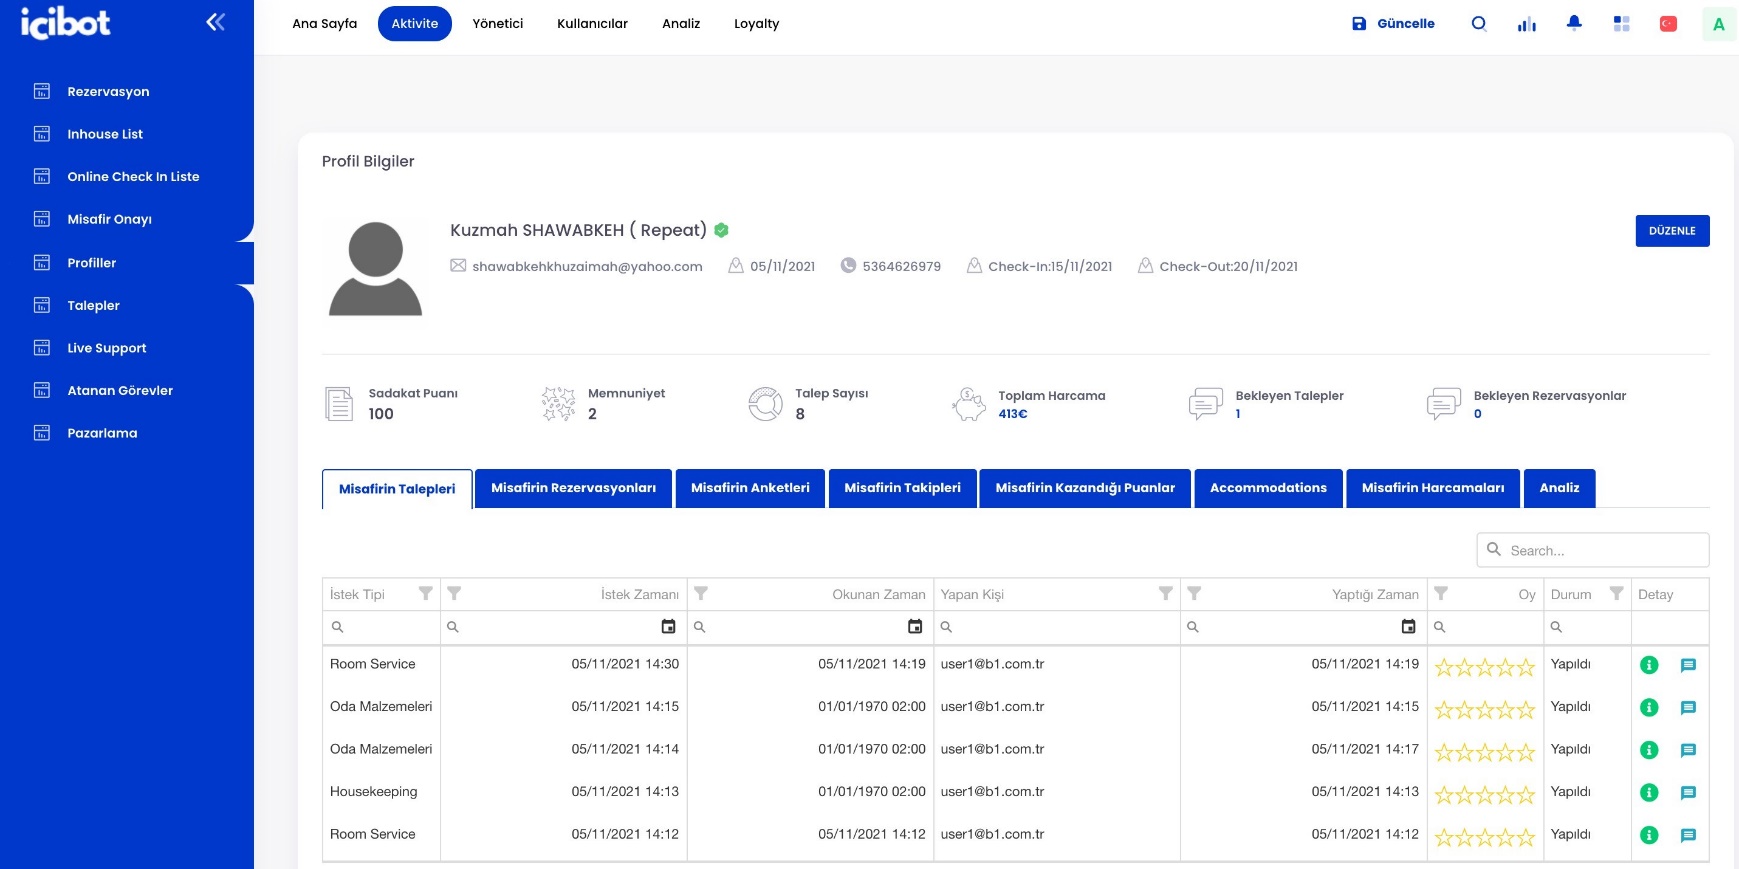 icibot
Ana Sayfa Aktivite Yönetici Kullanıcılar Analiz Loyalty Güncelle A
Rezervasyon
Inhouse List
Online Check In Liste
Misafir Onayı
Profiller
Talepler
Live Support
Atanan Görevler
Pazarlama
Profil Bilgiler
Kuzmah SHAWABKEH ( Repeat)
DÜZENLE
shawabkehkhuzaimah@yahoo.com 05/11/2021 5364626979 Check-In:15/11/2021 Check-Out:20/11/2021
Sadakat Puanı Memnuniyet Talep Sayısı Toplam Harcama Bekleyen Talepler Bekleyen Rezervasyonlar
100 2 8 413€ 1 0
Misafirin Talepleri Misafirin Rezervasyonları Misafirin Anketleri Misafirin Takipleri Misafirin Kazandığı Puanlar Accommodations Misafirin Harcamaları Analiz
Search...
İstek Tipi İstek Zamanı Okunan Zaman Yapan Kişi Yaptığı Zaman Oy Durum Detay
Room Service 05/11/2021 14:30 05/11/2021 14:19 user1@b1.com.tr 05/11/2021 14:19 Yapıldı
Oda Malzemeleri 05/11/2021 14:15 01/01/1970 02:00 user1@b1.com.tr 05/11/2021 14:15 Yapıldı
Oda Malzemeleri 05/11/2021 14:14 01/01/1970 02:00 user1@b1.com.tr 05/11/2021 14:17 Yapıldı
Housekeeping 05/11/2021 14:13 01/01/1970 02:00 user1@b1.com.tr 05/11/2021 14:13 Yapıldı
Room Service 05/11/2021 14:12 05/11/2021 14:12 user1@b1.com.tr 05/11/2021 14:12 Yapıldı